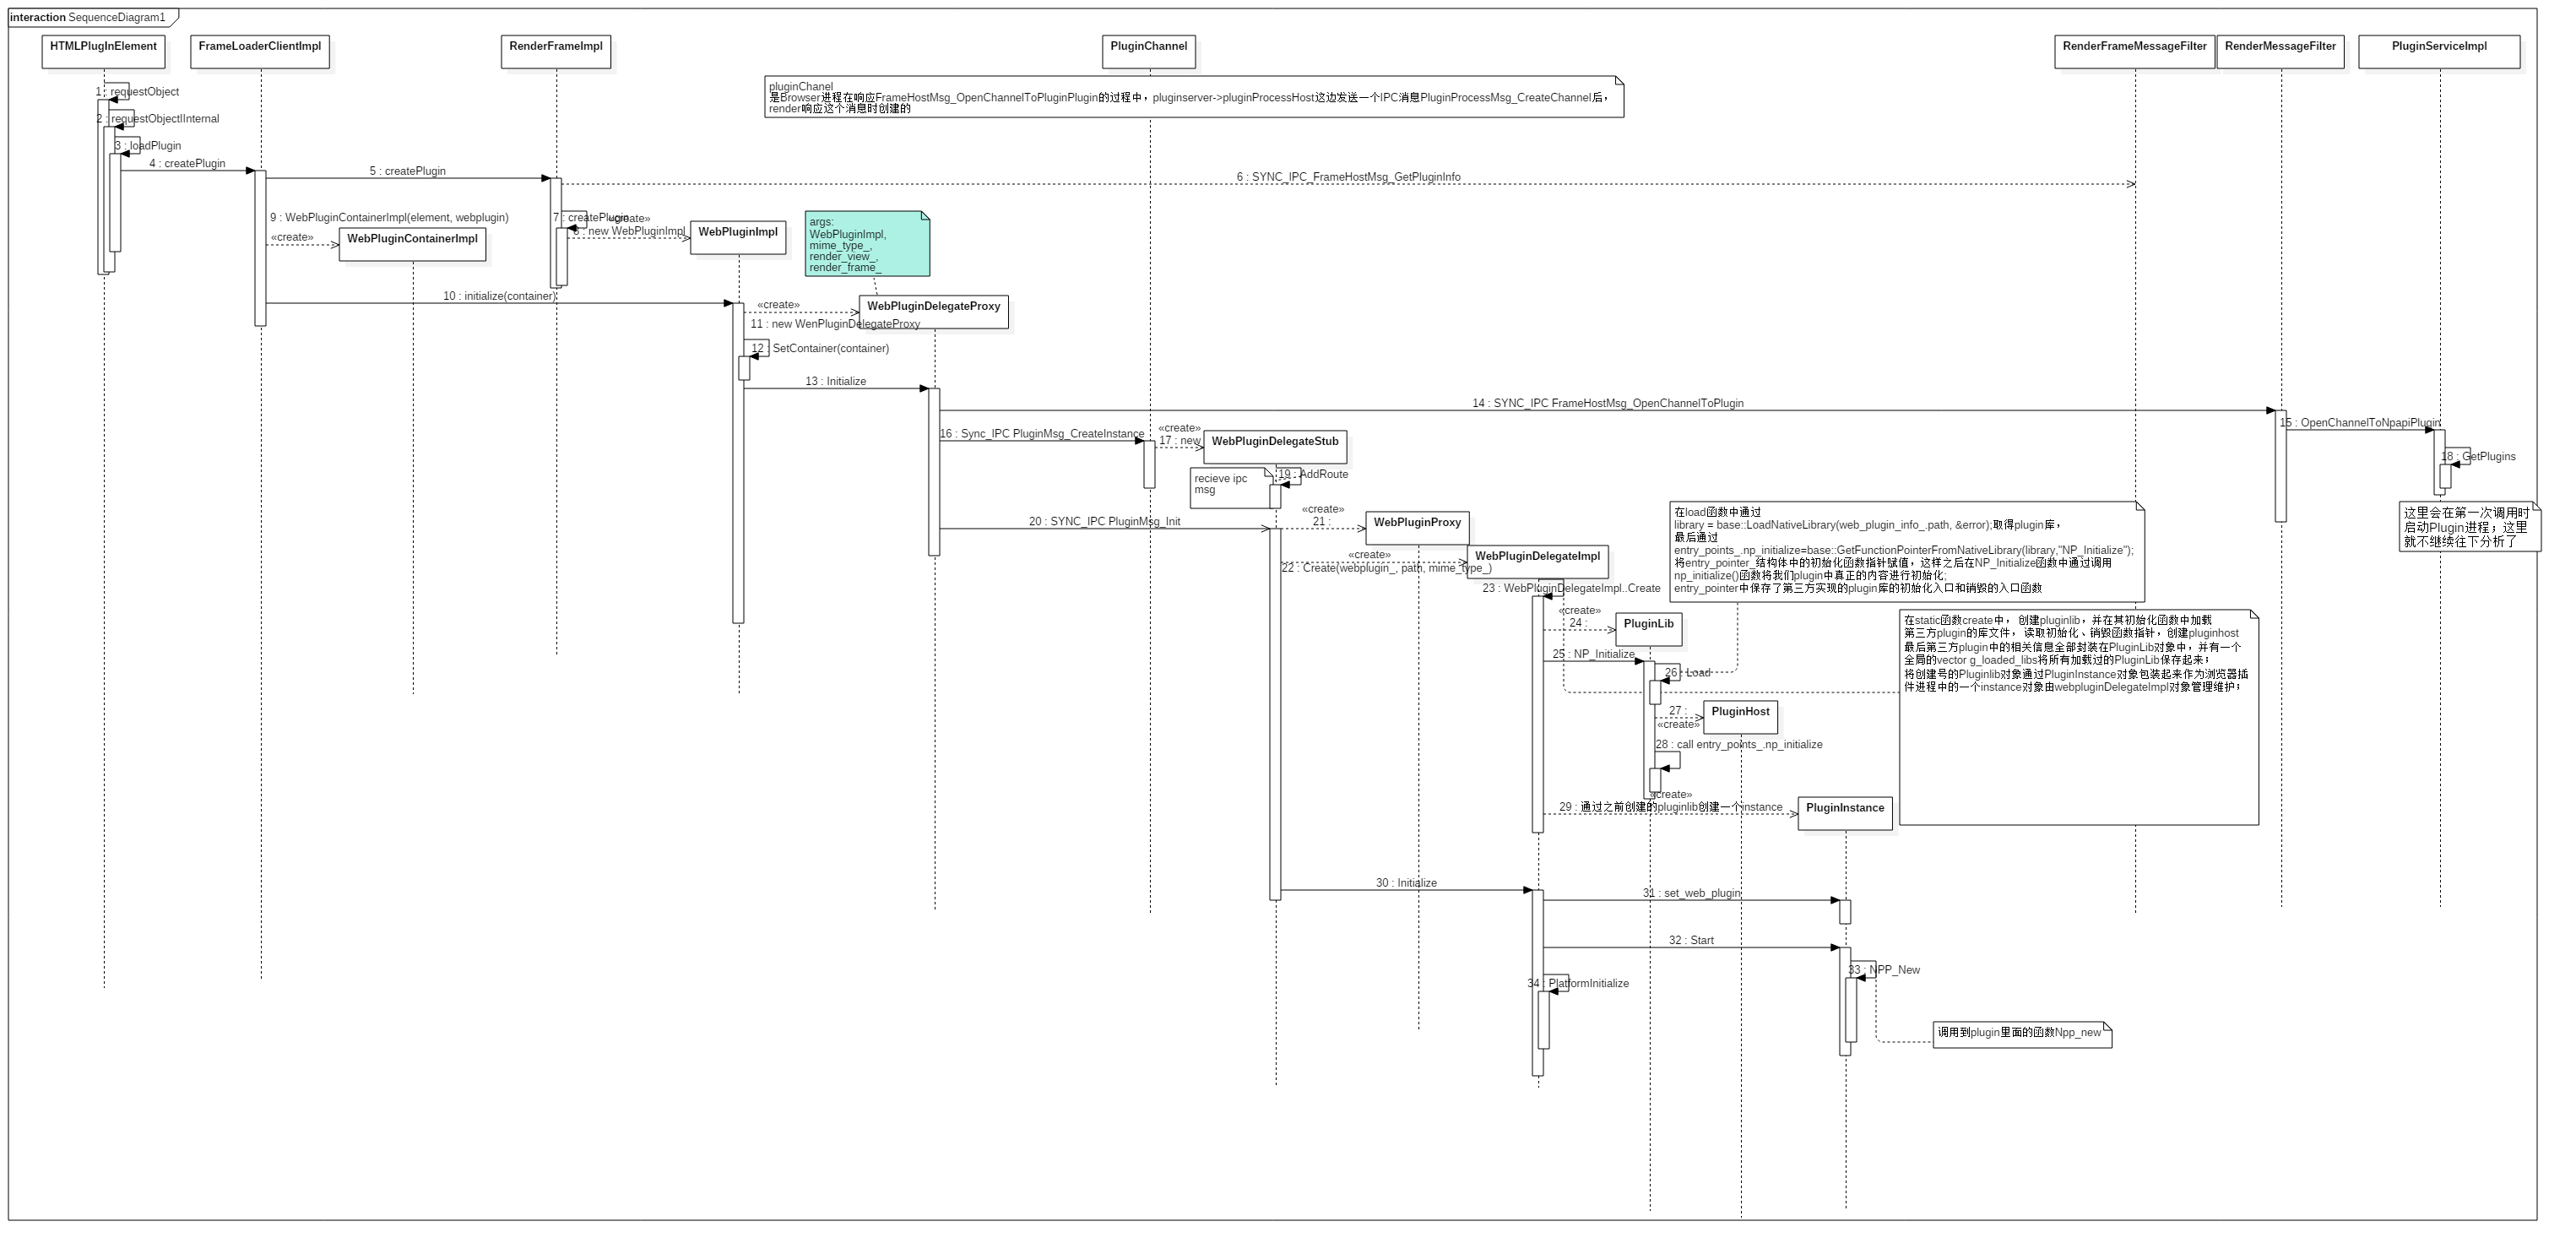 interaction SequenceDiagram1
HTMLPlugInElement
FrameLoaderClientImpl
RenderFrameImpl
PluginChannel
RenderFrameMessageFilter
RenderMessageFilter
PluginServiceImpl
pluginChanel
是Browser进程在响应FrameHostMsg_OpenChannelToPluginPlugin的过程中，pluginserver->pluginProcessHost这边发送一个IPC消息PluginProcessMsg_CreateChannel后，
render响应这个消息时创建的
1 : requestObject
2 : requestObjectIInternal
3 : loadPlugin
4 : createPlugin
5 : createPlugin
6 : SYNC_IPC_FrameHostMsg_GetPluginInfo
7 : createPlugin
«create»
8 : new WebPluginImpl
WebPluginImpl
9 : WebPluginContainerImpl(element, webplugin)
«create»
WebPluginContainerImpl
args:
WebPluginImpl,
mime_type_,
render_view_,
render_frame_
10 : initialize(container)
«create»
11 : new WenPluginDelegateProxy
WebPluginDelegateProxy
12 : SetContainer(container)
13 : Initialize
14 : SYNC_IPC FrameHostMsg_OpenChannelToPlugin
15 : OpenChannelToNpapiPlugin
16 : Sync_IPC PluginMsg_CreateInstance
«create»
17 : new
WebPluginDelegateStub
18 : GetPlugins
recieve ipc
msg
19 : AddRoute
20 : SYNC_IPC PluginMsg_Init
«create»
21 :
WebPluginProxy
这里会在第一次调用时
启动Plugin进程；这里
就不继续往下分析了
在load函数中通过
library = base::LoadNativeLibrary(web_plugin_info_.path, &error);取得plugin库，
最后通过
entry_points_.np_initialize=base::GetFunctionPointerFromNativeLibrary(library,"NP_Initialize");
将entry_pointer_结构体中的初始化函数指针赋值，这样之后在NP_Initialize函数中通过调用
np_initialize()函数将我们plugin中真正的内容进行初始化;
entry_pointer中保存了第三方实现的plugin库的初始化入口和销毁的入口函数
«create»
22 : Create(webplugin_, path, mime_type_)
WebPluginDelegateImpl
23 : WebPluginDelegateImpl..Create
«create»
24 :
PluginLib
在static函数create中， 创建pluginlib，并在其初始化函数中加载
第三方plugin的库文件， 读取初始化、销毁函数指针，创建pluginhost
最后第三方plugin中的相关信息全部封装在PluginLib对象中，并有一个
全局的vector g_loaded_libs将所有加载过的PluginLib保存起来；
将创建号的Pluginlib对象通过PluginInstance对象包装起来作为浏览器插
件进程中的一个instance对象由webpluginDelegateImpl对象管理维护；
25 : NP_Initialize
26 : Load
27 :
«create»
PluginHost
28 : call entry_points_.np_initialize
«create»
29 : 通过之前创建的pluginlib创建一个instance
PluginInstance
30 : Initialize
31 : set_web_plugin
32 : Start
33 : NPP_New
34 : PlatformInitialize
调用到plugin里面的函数Npp_new